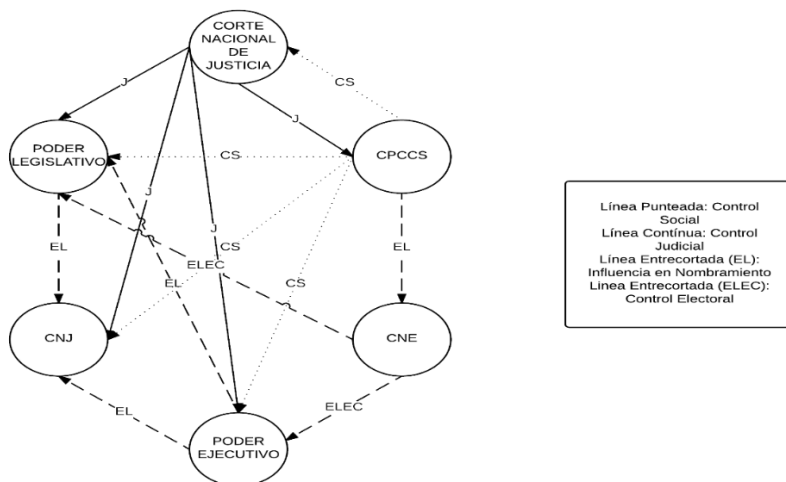 CORTE
NACIONAL
DE
JUSTICIA
CS
J
J
PODER
LEGISLATIVO
CS
CPCCS
J
J
EL
CS
ELEC
EL
EL
CS
CNJ
CNE
EL
ELEC
PODER
EJECUTIVO
Línea Punteada: Control
Social
Línea Contínua: Control
Judicial
Línea Entrecortada (EL):
Influencia en Nombramiento
Linea Entrecortada (ELEC):
Control Electoral